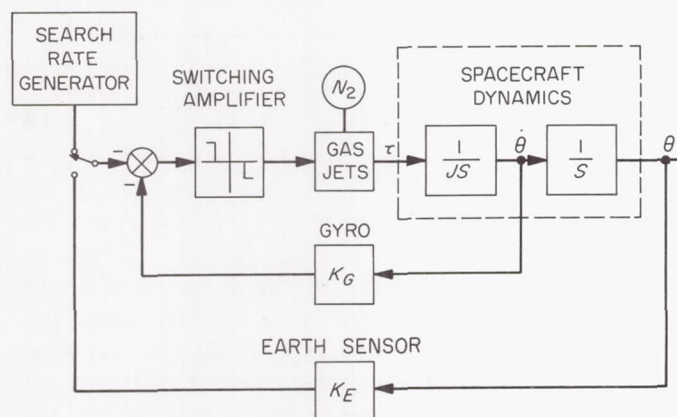 SEARCH
RATE
GENERATOR
SWITCHING
AMPLIFIER
N2
GAS
JETS
τ
SPACECRAFT
DYNAMICS
1
JS
θ̇
1
S
θ
−
−
GYRO
KG
EARTH SENSOR
KE